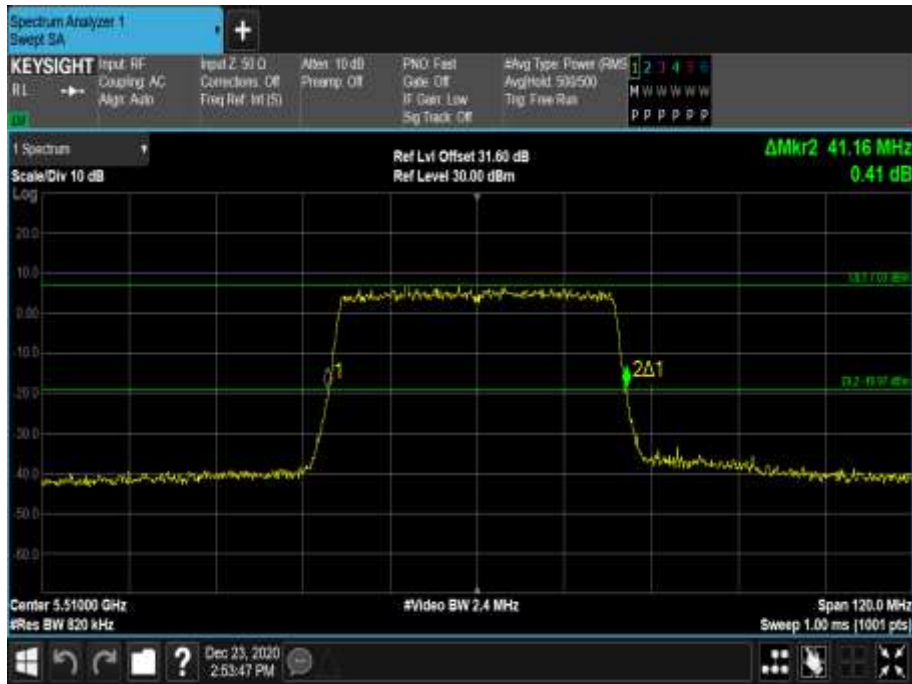 Spectrum Analyzer 1
Swept SA
+
KEYSIGHT
RL
Input: RF
Coupling: AC
Align: Auto
Input Z: 50 Ω
Corrections: Off
Freq Ref: Int (S)
Atten: 10 dB
Preamp: Off
PNO: Fast
Gate: Off
IF Gain: Low
Sig Track: Off
#Avg Type: Power (RMS
Avg|Hold: 500/500
Trig: Free Run
1 2 3 4 5 6
M W W W W W
P P P P P P
1 Spectrum
Scale/Div 10 dB
Ref Lvl Offset 31.60 dB
Ref Level 30.00 dBm
ΔMkr2 41.16 MHz
0.41 dB
Log
20.0
10.0
0.00
-10.0
-20.0
-30.0
-40.0
-50.0
-60.0
DL1 7.03 dBm
1
2Δ1
Center 5.51000 GHz
#Res BW 820 kHz
#Video BW 2.4 MHz
Span 120.0 MHz
Sweep 1.00 ms (1001 pts)
?
Dec 23, 2020
2:53:47 PM